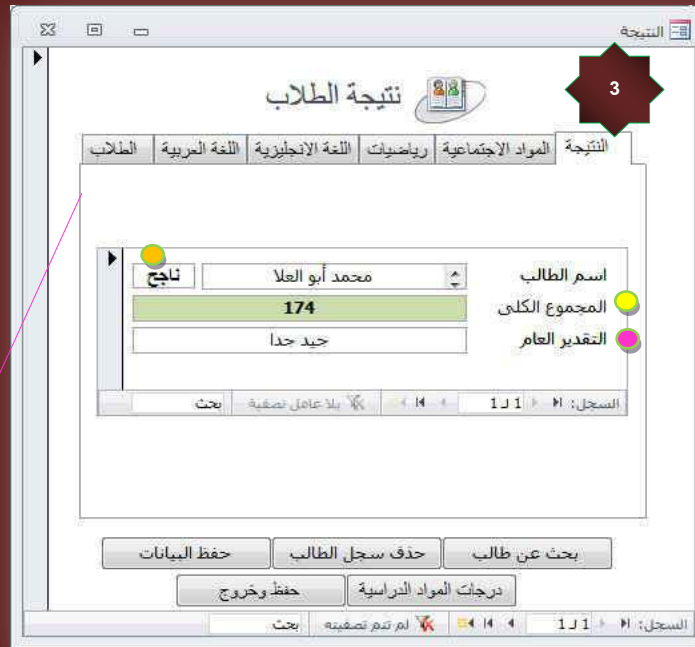 النتيجة
3
نتيجة الطلاب
النتيجة المواد الاجتماعية رياضيات اللغة الانجليزية اللغة العربية الطلاب
اسم الطالب محمد أبو العلا ناجح
المجموع الكلى 174
التقدير العام جيد جدا
السجل: 1 لـ 1 بلا عامل تصفية بحث
بحث عن طالب حذف سجل الطالب حفظ البيانات
درجات المواد الدراسية حفظ وخروج
السجل: 1 لـ 1 لم تتم تصفيته بحث